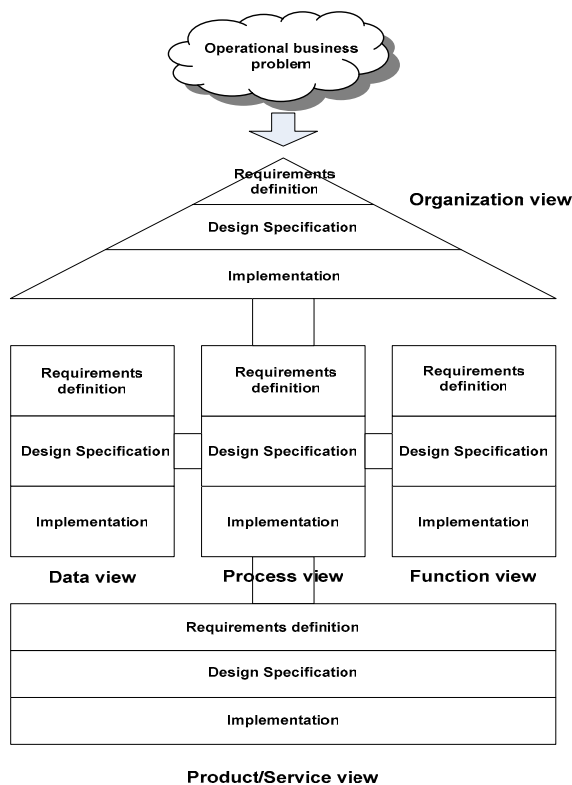 Operational business
problem
Requirements
definition
Organization view
Design Specification
Implementation
Requirements
definition
Design Specification
Implementation
Data view
Requirements
definition
Design Specification
Implementation
Process view
Requirements
definition
Design Specification
Implementation
Function view
Requirements definition
Design Specification
Implementation
Product/Service view